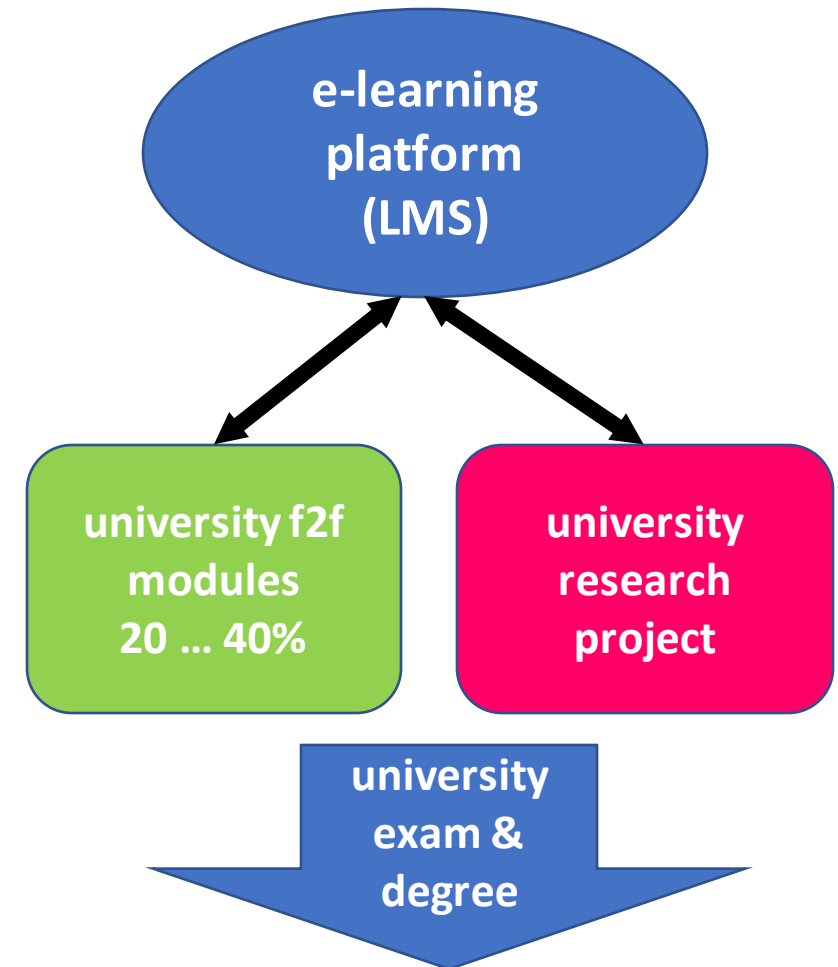 e-learning
platform
(LMS)
university f2f
modules
20 ... 40%
university
research
project
university
exam &
degree